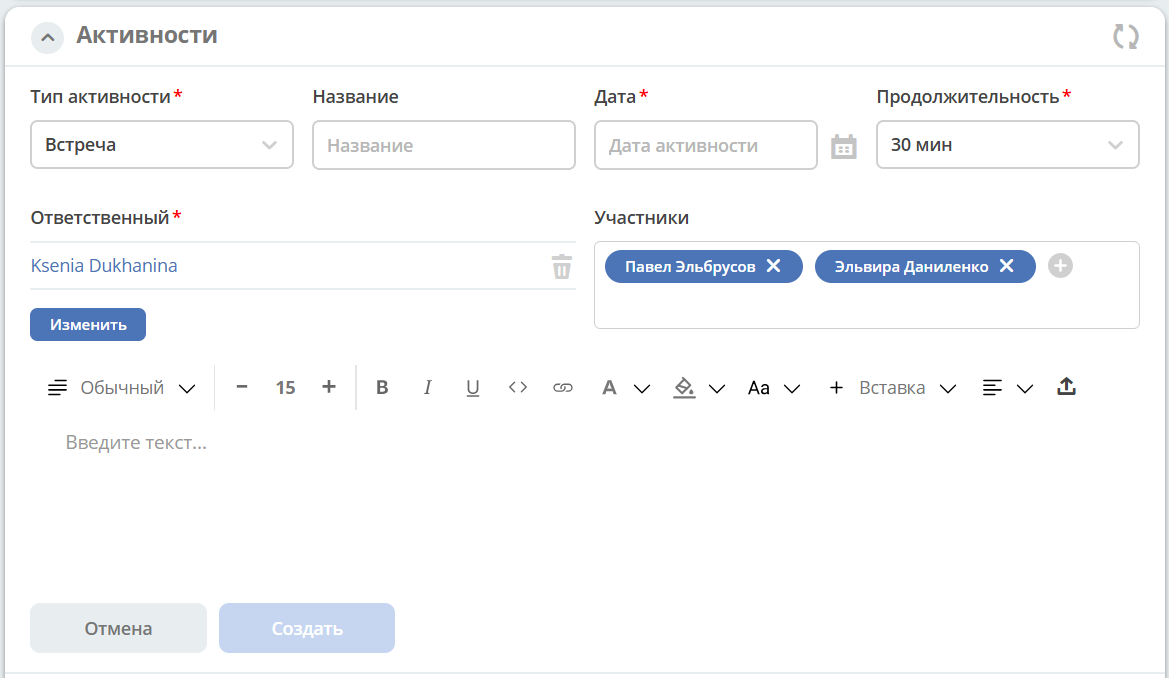 Активности
Тип активности* Название Дата* Продолжительность*
Встреча Название Дата активности 30 мин
Ответственный* Участники
Ksenia Dukhanina Павел Эльбрусов Эльвира Даниленко
Изменить
Обычный − 15 + B I U <> A Aa + Вставка
Введите текст...
Отмена Создать